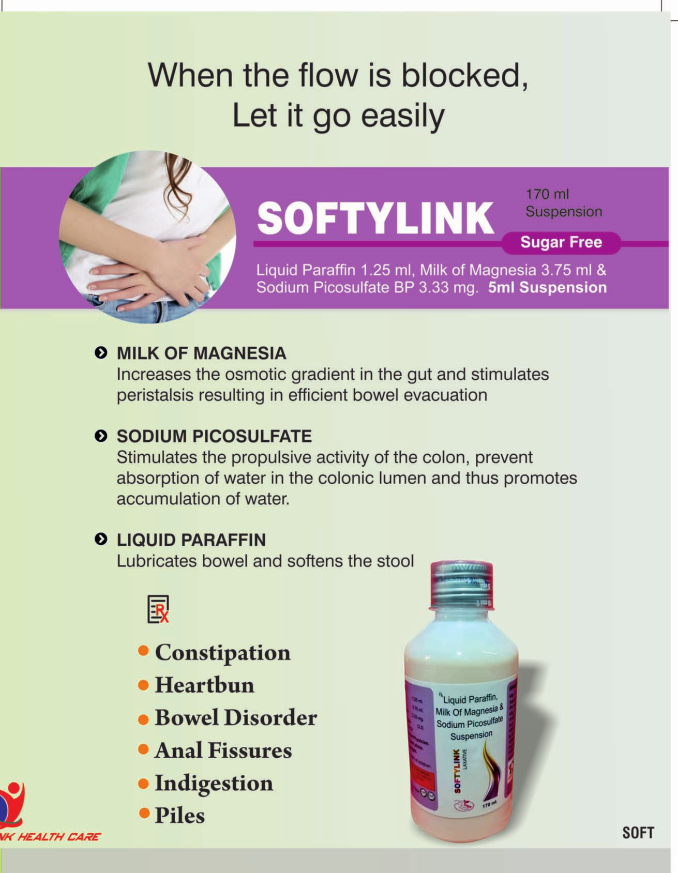 When the flow is blocked,
Let it go easily
SOFTYLINK
170 ml
Suspension
Sugar Free
Liquid Paraffin 1.25 ml, Milk of Magnesia 3.75 ml &
Sodium Picosulfate BP 3.33 mg. 5ml Suspension
MILK OF MAGNESIA
Increases the osmotic gradient in the gut and stimulates
peristalsis resulting in efficient bowel evacuation
SODIUM PICOSULFATE
Stimulates the propulsive activity of the colon, prevent
absorption of water in the colonic lumen and thus promotes
accumulation of water.
LIQUID PARAFFIN
Lubricates bowel and softens the stool
Rx
Constipation
Heartbun
Bowel Disorder
Anal Fissures
Indigestion
Piles
Rx Liquid Paraffin,
Milk Of Magnesia &
Sodium Picosulfate
Suspension
SOFTYLINK
LAXATIVE
170 ml.
NK HEALTH CARE
SOFT